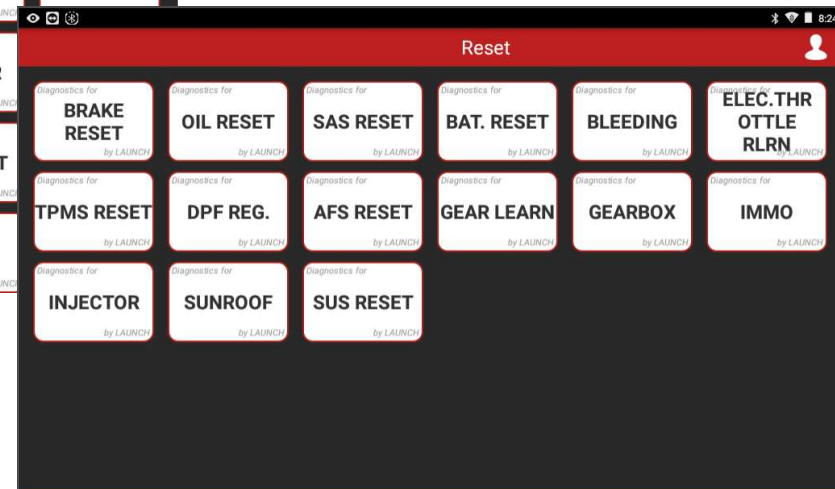 8:24
Reset
Diagnostics for
BRAKE
RESET
by LAUNCH
Diagnostics for
OIL RESET
by LAUNCH
Diagnostics for
SAS RESET
by LAUNCH
Diagnostics for
BAT. RESET
by LAUNCH
Diagnostics for
BLEEDING
by LAUNCH
Diagnostics for
ELEC.THR
OTTLE
RLRN
by LAUNCH
Diagnostics for
TPMS RESET
by LAUNCH
Diagnostics for
DPF REG.
by LAUNCH
Diagnostics for
AFS RESET
by LAUNCH
Diagnostics for
GEAR LEARN
by LAUNCH
Diagnostics for
GEARBOX
by LAUNCH
Diagnostics for
IMMO
by LAUNCH
Diagnostics for
INJECTOR
by LAUNCH
Diagnostics for
SUNROOF
by LAUNCH
Diagnostics for
SUS RESET
by LAUNCH